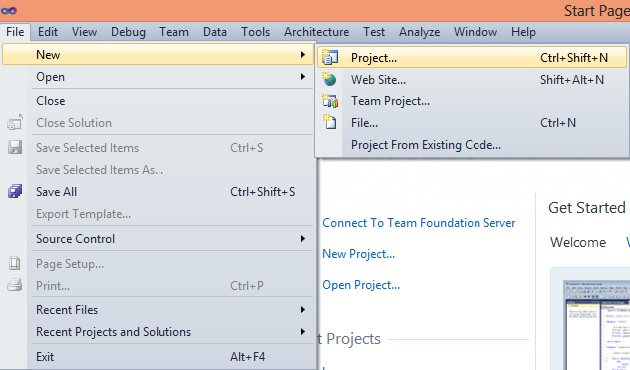 Start Page
File Edit View Debug Team Data Tools Architecture Test Analyze Window Help
New
Project... Ctrl+Shift+N
Web Site... Shift+Alt+N
Team Project...
File... Ctrl+N
Project From Existing Code...
Open
Close
Close Solution
Save Selected Items Ctrl+S
Save Selected Items As..
Save All Ctrl+Shift+S
Export Template...
Source Control
Page Setup...
Print... Ctrl+P
Recent Files
Recent Projects and Solutions
Exit Alt+F4
Connect To Team Foundation Server
New Project...
Open Project...
t Projects
Get Started
Welcome